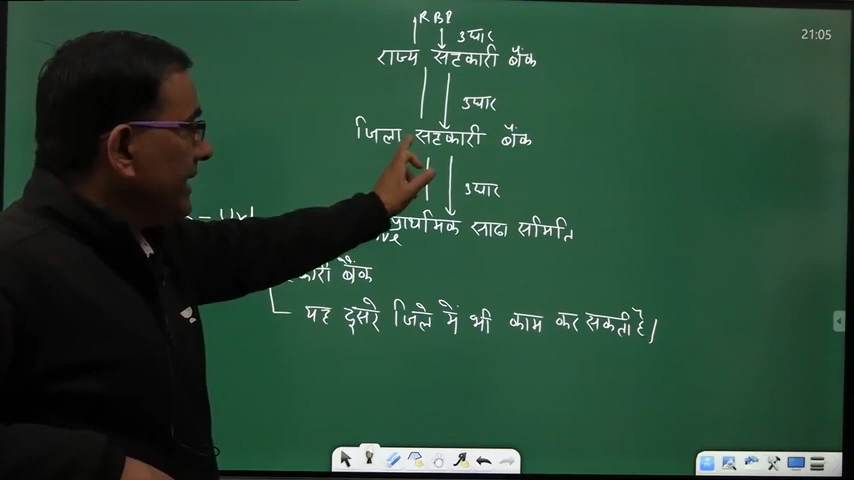 RBI
21:05
उधार
राज्य सहकारी बैंक
उधार
जिला सहकारी बैंक
उधार
प्राथमिक साख समिति
बैंक
यह दुसरे जिले में भी काम कर सकती है।